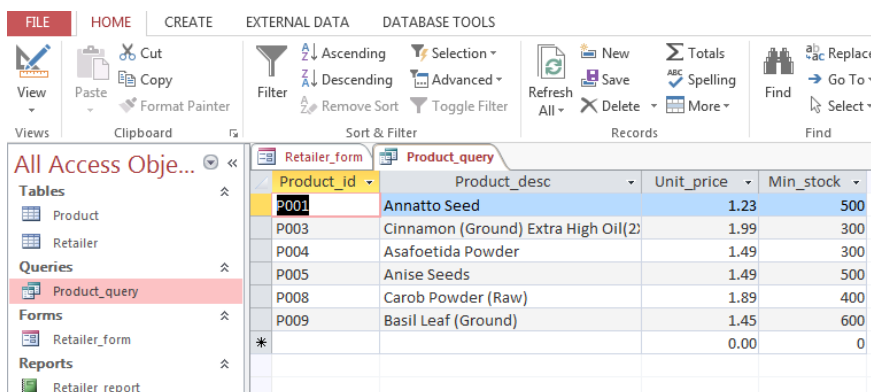 FILE HOME CREATE EXTERNAL DATA DATABASE TOOLS
View
Paste
Cut
Copy
Format Painter
Filter
Ascending
Descending
Remove Sort
Selection
Advanced
Toggle Filter
Refresh
All
New
Save
Delete
Totals
Spelling
More
Find
Replace
Go To
Select
Views Clipboard Sort & Filter Records Find
All Access Obje...
Tables
Product
Retailer
Queries
Product_query
Forms
Retailer_form
Reports
Retailer_report
Retailer_form Product_query
Product_id Product_desc Unit_price Min_stock
P001 Annatto Seed 1.23 500
P003 Cinnamon (Ground) Extra High Oil(2 1.99 300
P004 Asafoetida Powder 1.49 300
P005 Anise Seeds 1.49 500
P008 Carob Powder (Raw) 1.89 400
P009 Basil Leaf (Ground) 1.45 600
0.00 0